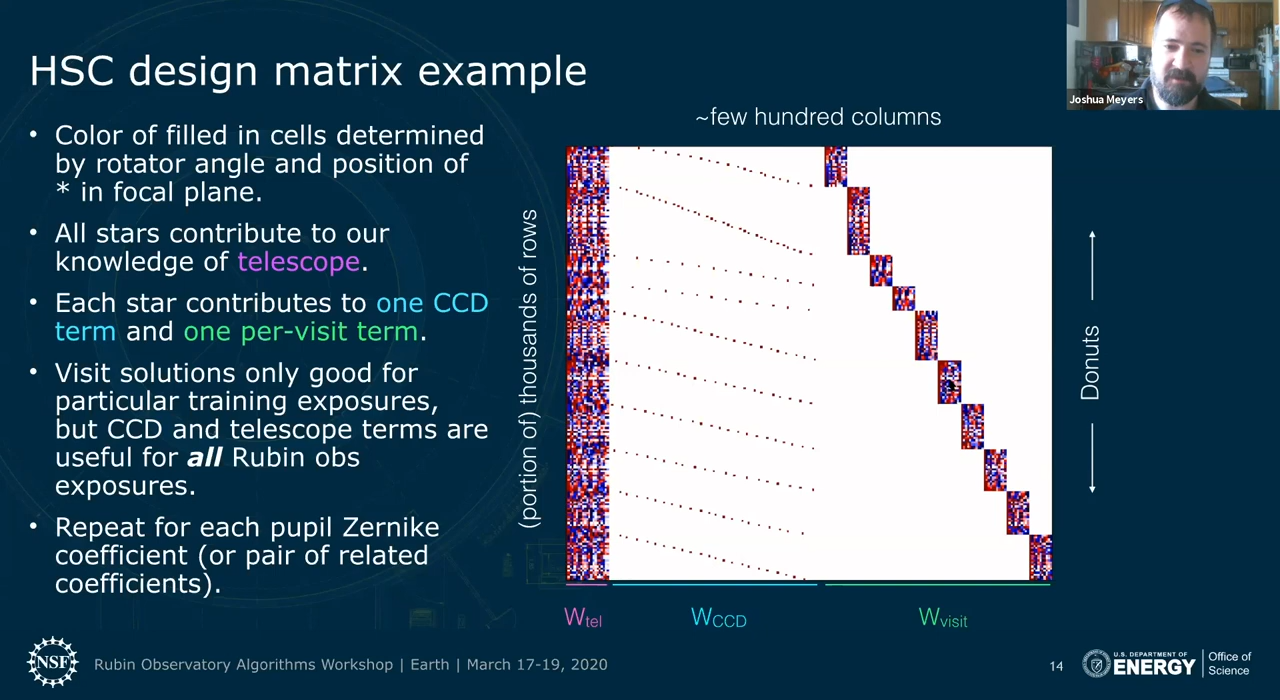 HSC design matrix example
Joshua Meyers
• Color of filled in cells determined
by rotator angle and position of
* in focal plane.
• All stars contribute to our
knowledge of telescope.
• Each star contributes to one CCD
term and one per-visit term.
• Visit solutions only good for
particular training exposures,
but CCD and telescope terms are
useful for all Rubin obs
exposures.
• Repeat for each pupil Zernike
coefficient (or pair of related
coefficients).
~few hundred columns
(portion of) thousands of rows
Donuts
Wtel
WCCD
Wvisit
NSF
Rubin Observatory Algorithms Workshop | Earth | March 17-19, 2020
14
U.S. DEPARTMENT OF
ENERGY
Office of
Science